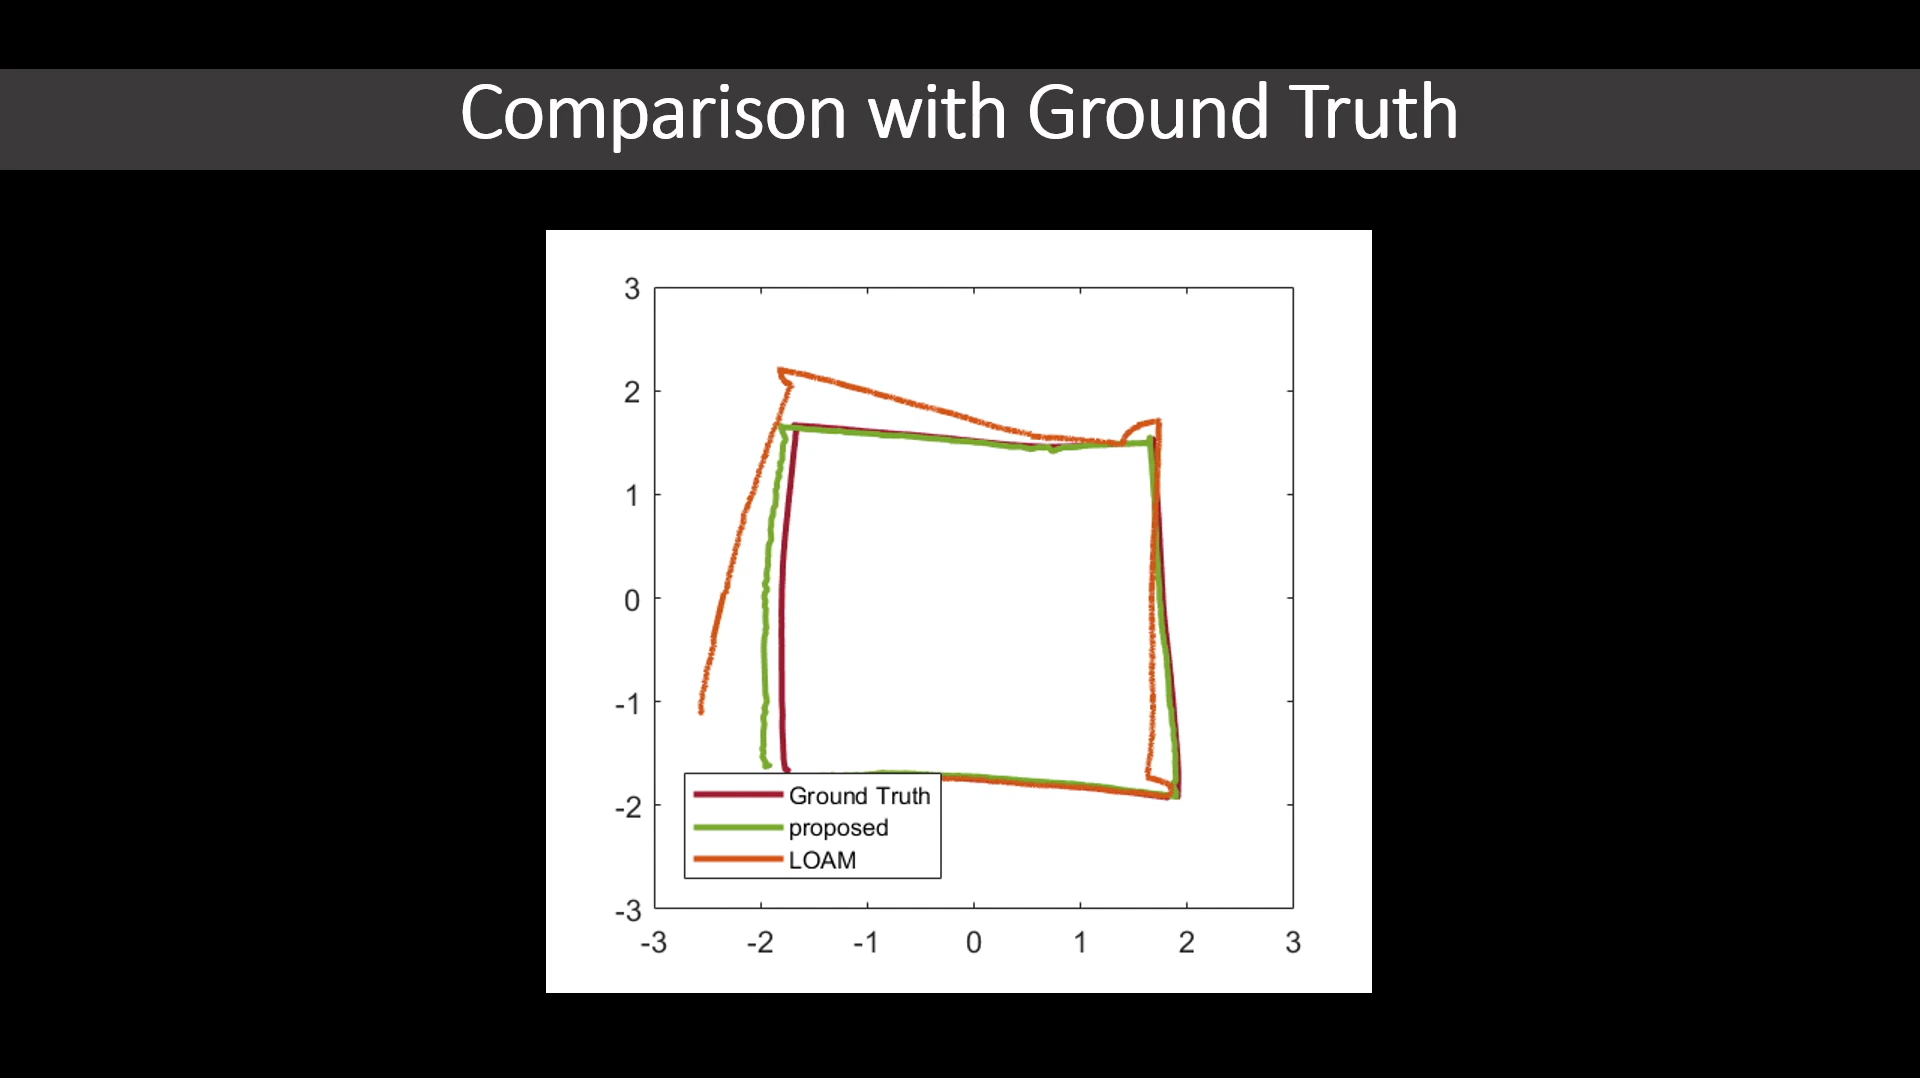 Comparison with Ground Truth
3
2
1
0
-1
-2
-3
-3 -2 -1 0 1 2 3
Ground Truth
proposed
LOAM